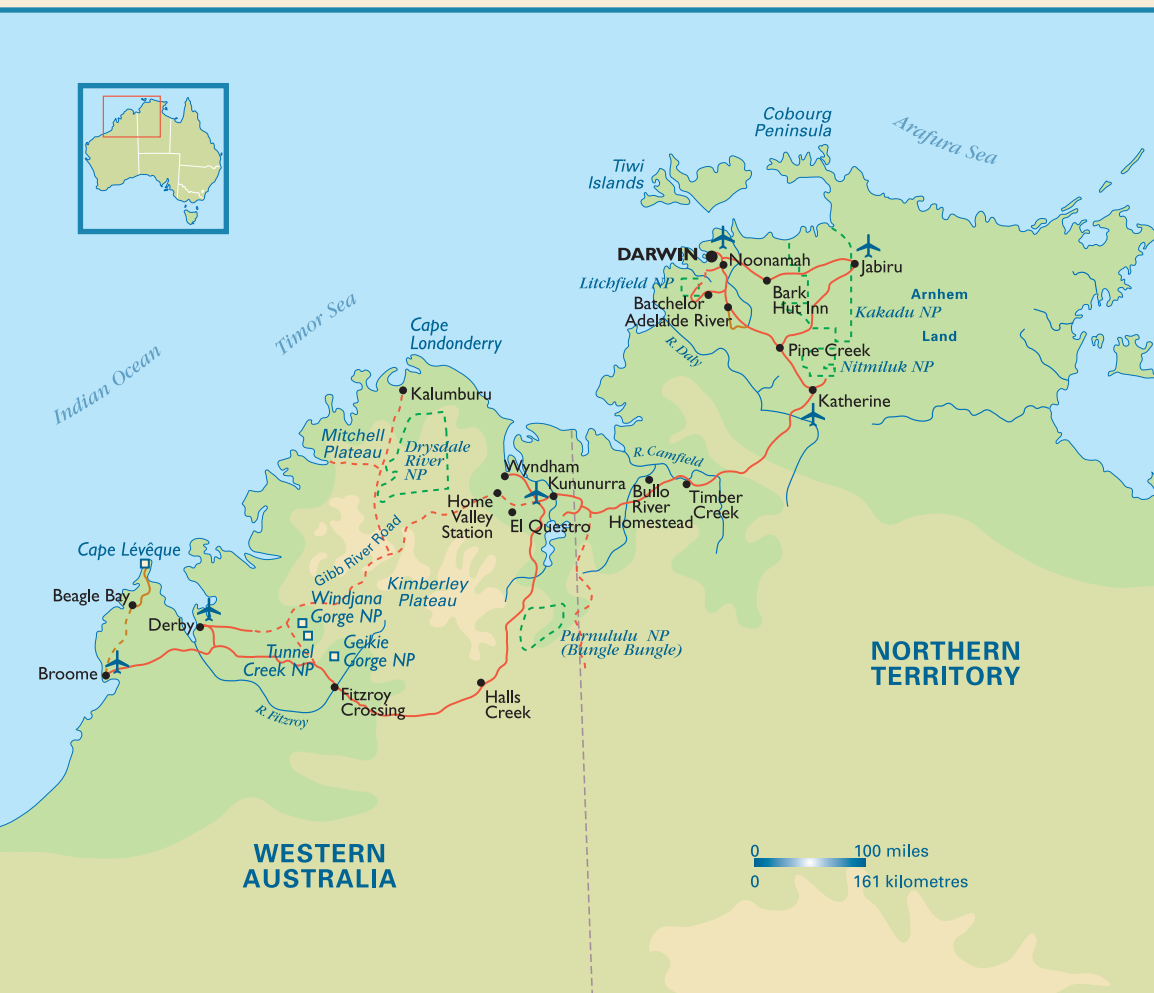 Cobourg
Peninsula
Arafura Sea
Tiwi
Islands
DARWIN
Noonamah
Jabiru
Litchfield NP
Bark
Hut Inn
Arnhem
Land
Batchelor
Adelaide River
Kakadu NP
Timor Sea
Cape
Londonderry
R. Daly
Pine Creek
Nitmiluk NP
Indian Ocean
Kalumburu
Katherine
Mitchell
Plateau
Drysdale
River
NP
R. Camfield
Wyndham
Kununurra
Home
Valley
Station
El Questro
Bullo
River
Homestead
Timber
Creek
Gibb River Road
Cape Lévêque
Kimberley
Plateau
Beagle Bay
Windjana
Gorge NP
Derby
Tunnel
Creek NP
Geikie
Gorge NP
Purnululu NP
(Bungle Bungle)
NORTHERN
TERRITORY
Broome
Fitzroy
Crossing
Halls
Creek
R. Fitzroy
WESTERN
AUSTRALIA
0 100 miles
0 161 kilometres